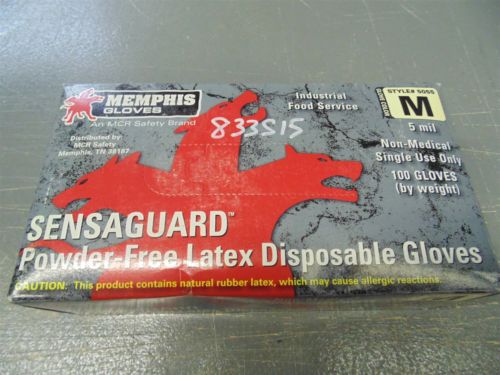 MEMPHIS
GLOVES
An MCR Safety Brand
Distributed by:
MCR Safety
Memphis, TN 38187
Industrial
Food Service
833S15
STYLE# 5055
M
5 mil
Non-Medical
Single Use Only
100 GLOVES
(by weight)
SENSAGUARD™
Powder-Free Latex Disposable Gloves
CAUTION: This product contains natural rubber latex, which may cause allergic reactions.